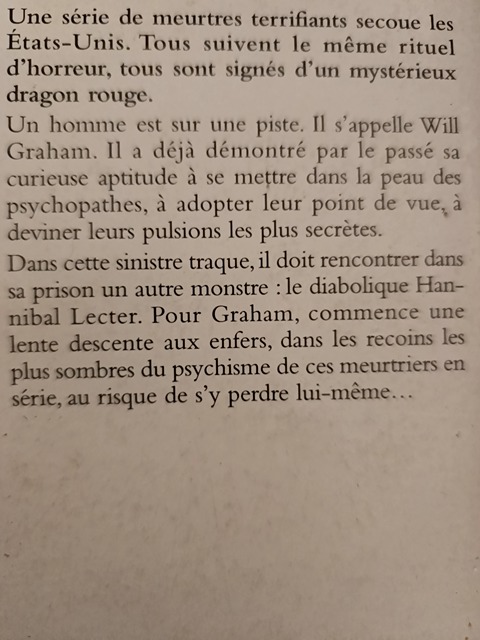 Une série de meurtres terrifiants secoue les
États-Unis. Tous suivent le même rituel
d'horreur, tous sont signés d'un mystérieux
dragon rouge.
Un homme est sur une piste. Il s'appelle Will
Graham. Il a déjà démontré par le passé sa
curieuse aptitude à se mettre dans la peau des
psychopathes, à adopter leur point de vue, à
deviner leurs pulsions les plus secrètes.
Dans cette sinistre traque, il doit rencontrer dans
sa prison un autre monstre : le diabolique Han-
nibal Lecter. Pour Graham, commence une
lente descente aux enfers, dans les recoins les
plus sombres du psychisme de ces meurtriers en
série, au risque de s'y perdre lui-même...